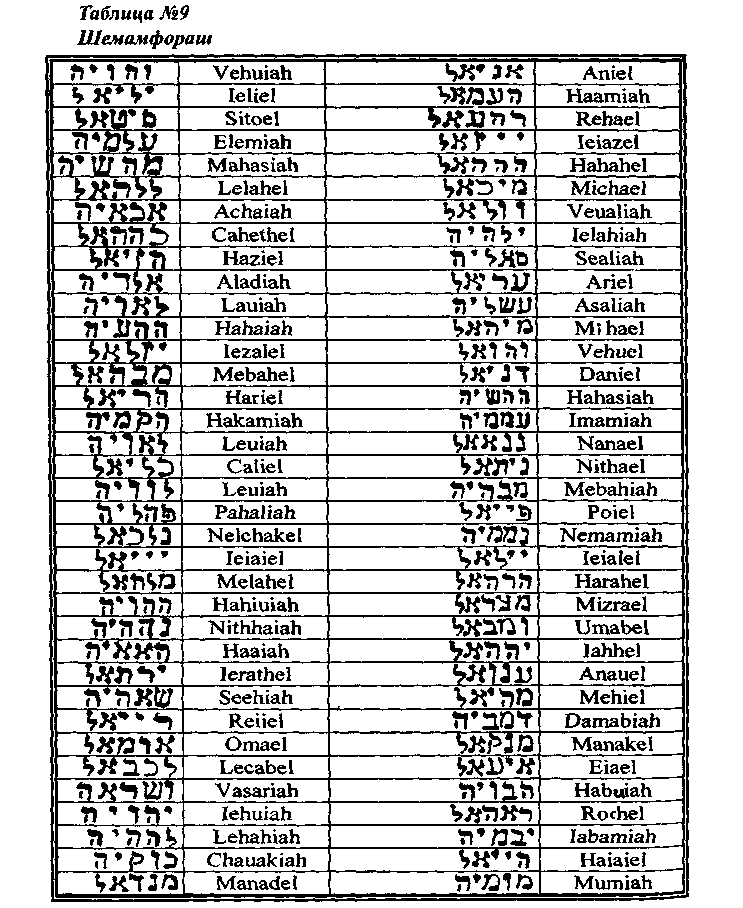 Таблица №9
Шемамфораш
והויה Vehuiah אניאל Aniel
יליאל Ieliel העמאל Haamiah
סיטאל Sitoel רהעאל Rehael
עלמיה Elemiah ייזאל Ieiazel
מהשיה Mahasiah הההאל Hahahel
ללהאל Lelahel מיכאל Michael
אכאיה Achaiah וולאל Veualiah
כהתאל Cahethel ילהיה Ielahiah
הזיאל Haziel סאליה Sealiah
אלדיה Aladiah עריאל Ariel
לאויה Lauiah עשליה Asaliah
ההעיה Hahaiah מיהאל Mihael
יזלאל Iezalel והואל Vehuel
מבהאל Mebahel דניאל Daniel
הריאל Hariel ההשיה Hahasiah
הקמיה Hakamiah עממיה Imamiah
לאויה Leuiah ננאאל Nanael
כליאל Caliel ניתאל Nithael
לוויה Leuiah מבהיה Mebahiah
פהליה Pahaliah פייאל Poiel
נלכאל Nelchakel נממיה Nemamiah
יייאל Ieiaiel יילאל Ieialel
מלהאל Melahel הרהאל Harahel
ההויה Hahiuiah מצראל Mizrael
נתהיה Nithhaiah ומבאל Umabel
האאיה Haaiah יההאל Iahhel
ירתאל Ierathel ענואל Anauel
שאהיה Seehiah מהיאל Mehiel
רייאל Reiiel דמביה Damabiah
אומאל Omael מנקאל Manakel
לכבאל Lecabel איעאל Eiael
ושראה Vasariah הבויה Habuiah
יהויה Iehuiah ראהאל Rochel
לההיה Lehahiah יבמיה Iabamiah
כוקיה Chauakiah הייאל Haiaiel
מנדאל Manadel מומיה Mumiah